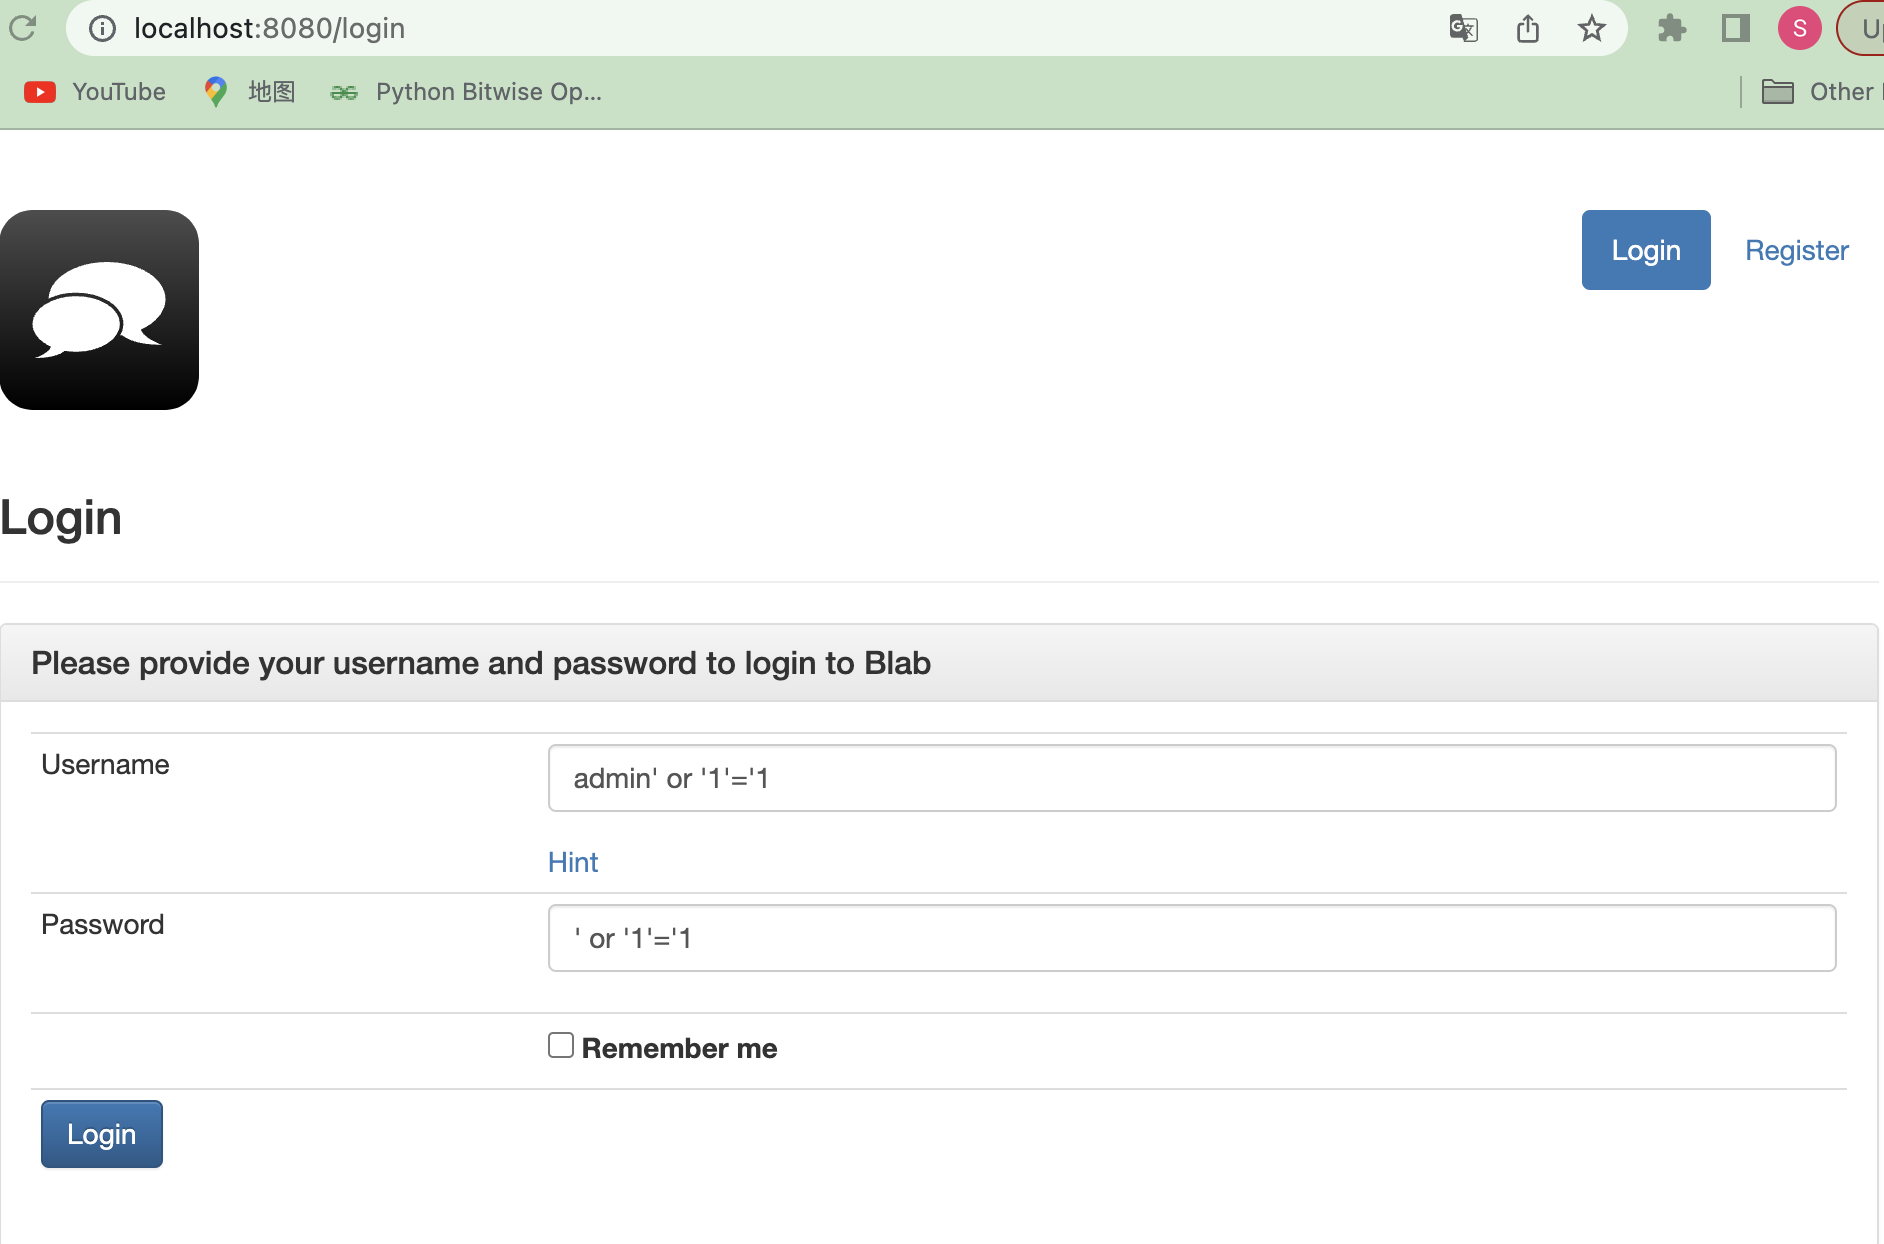 localhost:8080/login
S
Up
YouTube
地图
Python Bitwise Op...
Other
Login
Register
Login
Please provide your username and password to login to Blab
Username
admin' or '1'='1
Hint
Password
' or '1'='1
Remember me
Login